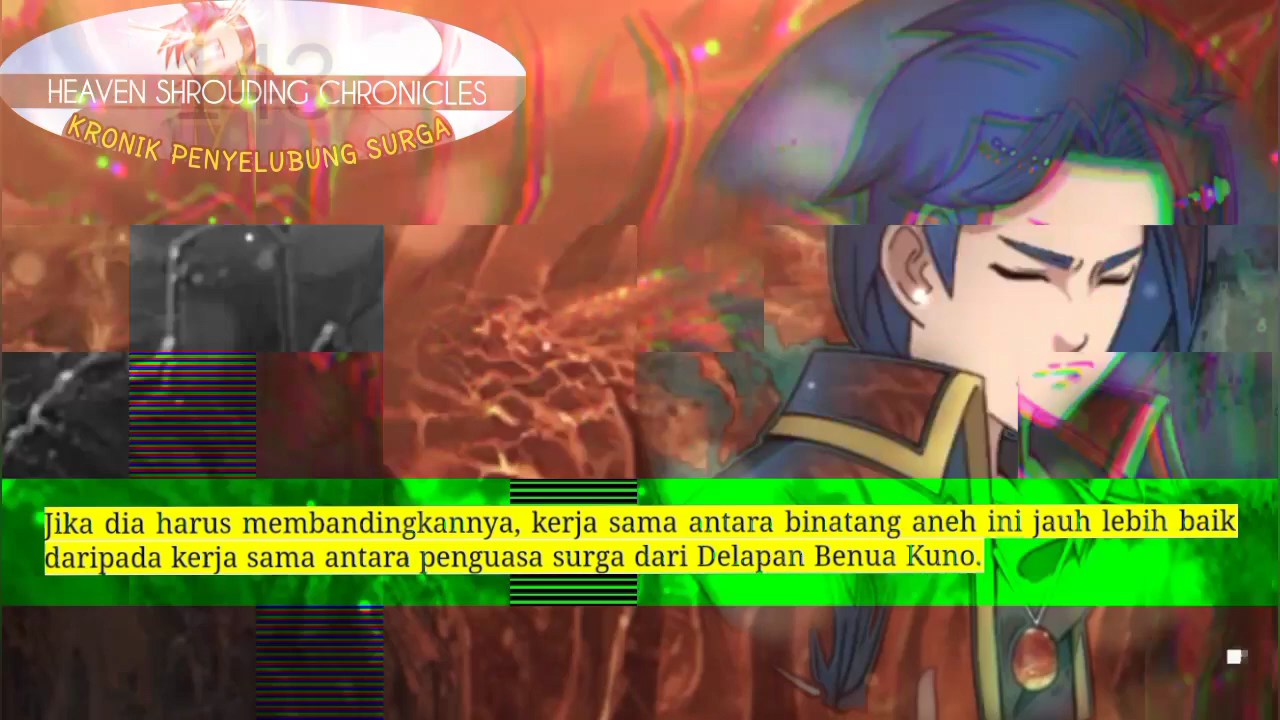 113
HEAVEN SHROUDING CHRONICLES
KRONIK PENYELUBUNG SURGA
Jika dia harus membandingkannya, kerja sama antara binatang aneh ini jauh lebih baik
daripada kerja sama antara penguasa surga dari Delapan Benua Kuno.